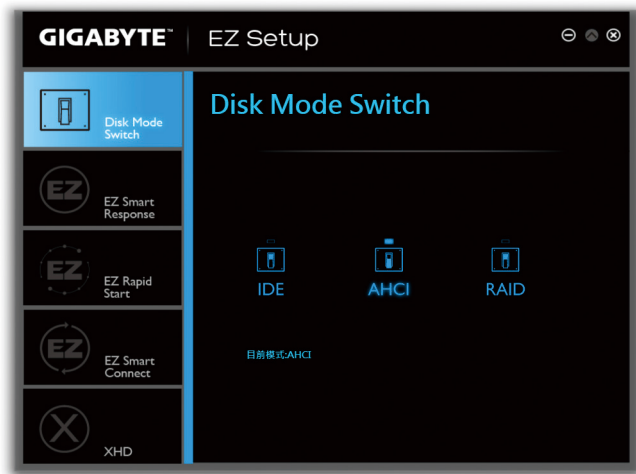 GIGABYTE™ EZ Setup
Disk Mode
Switch
EZ
EZ Smart
Response
EZ
EZ Rapid
Start
EZ
EZ Smart
Connect
X
XHD
Disk Mode Switch
IDE AHCI RAID
目前模式:AHCI